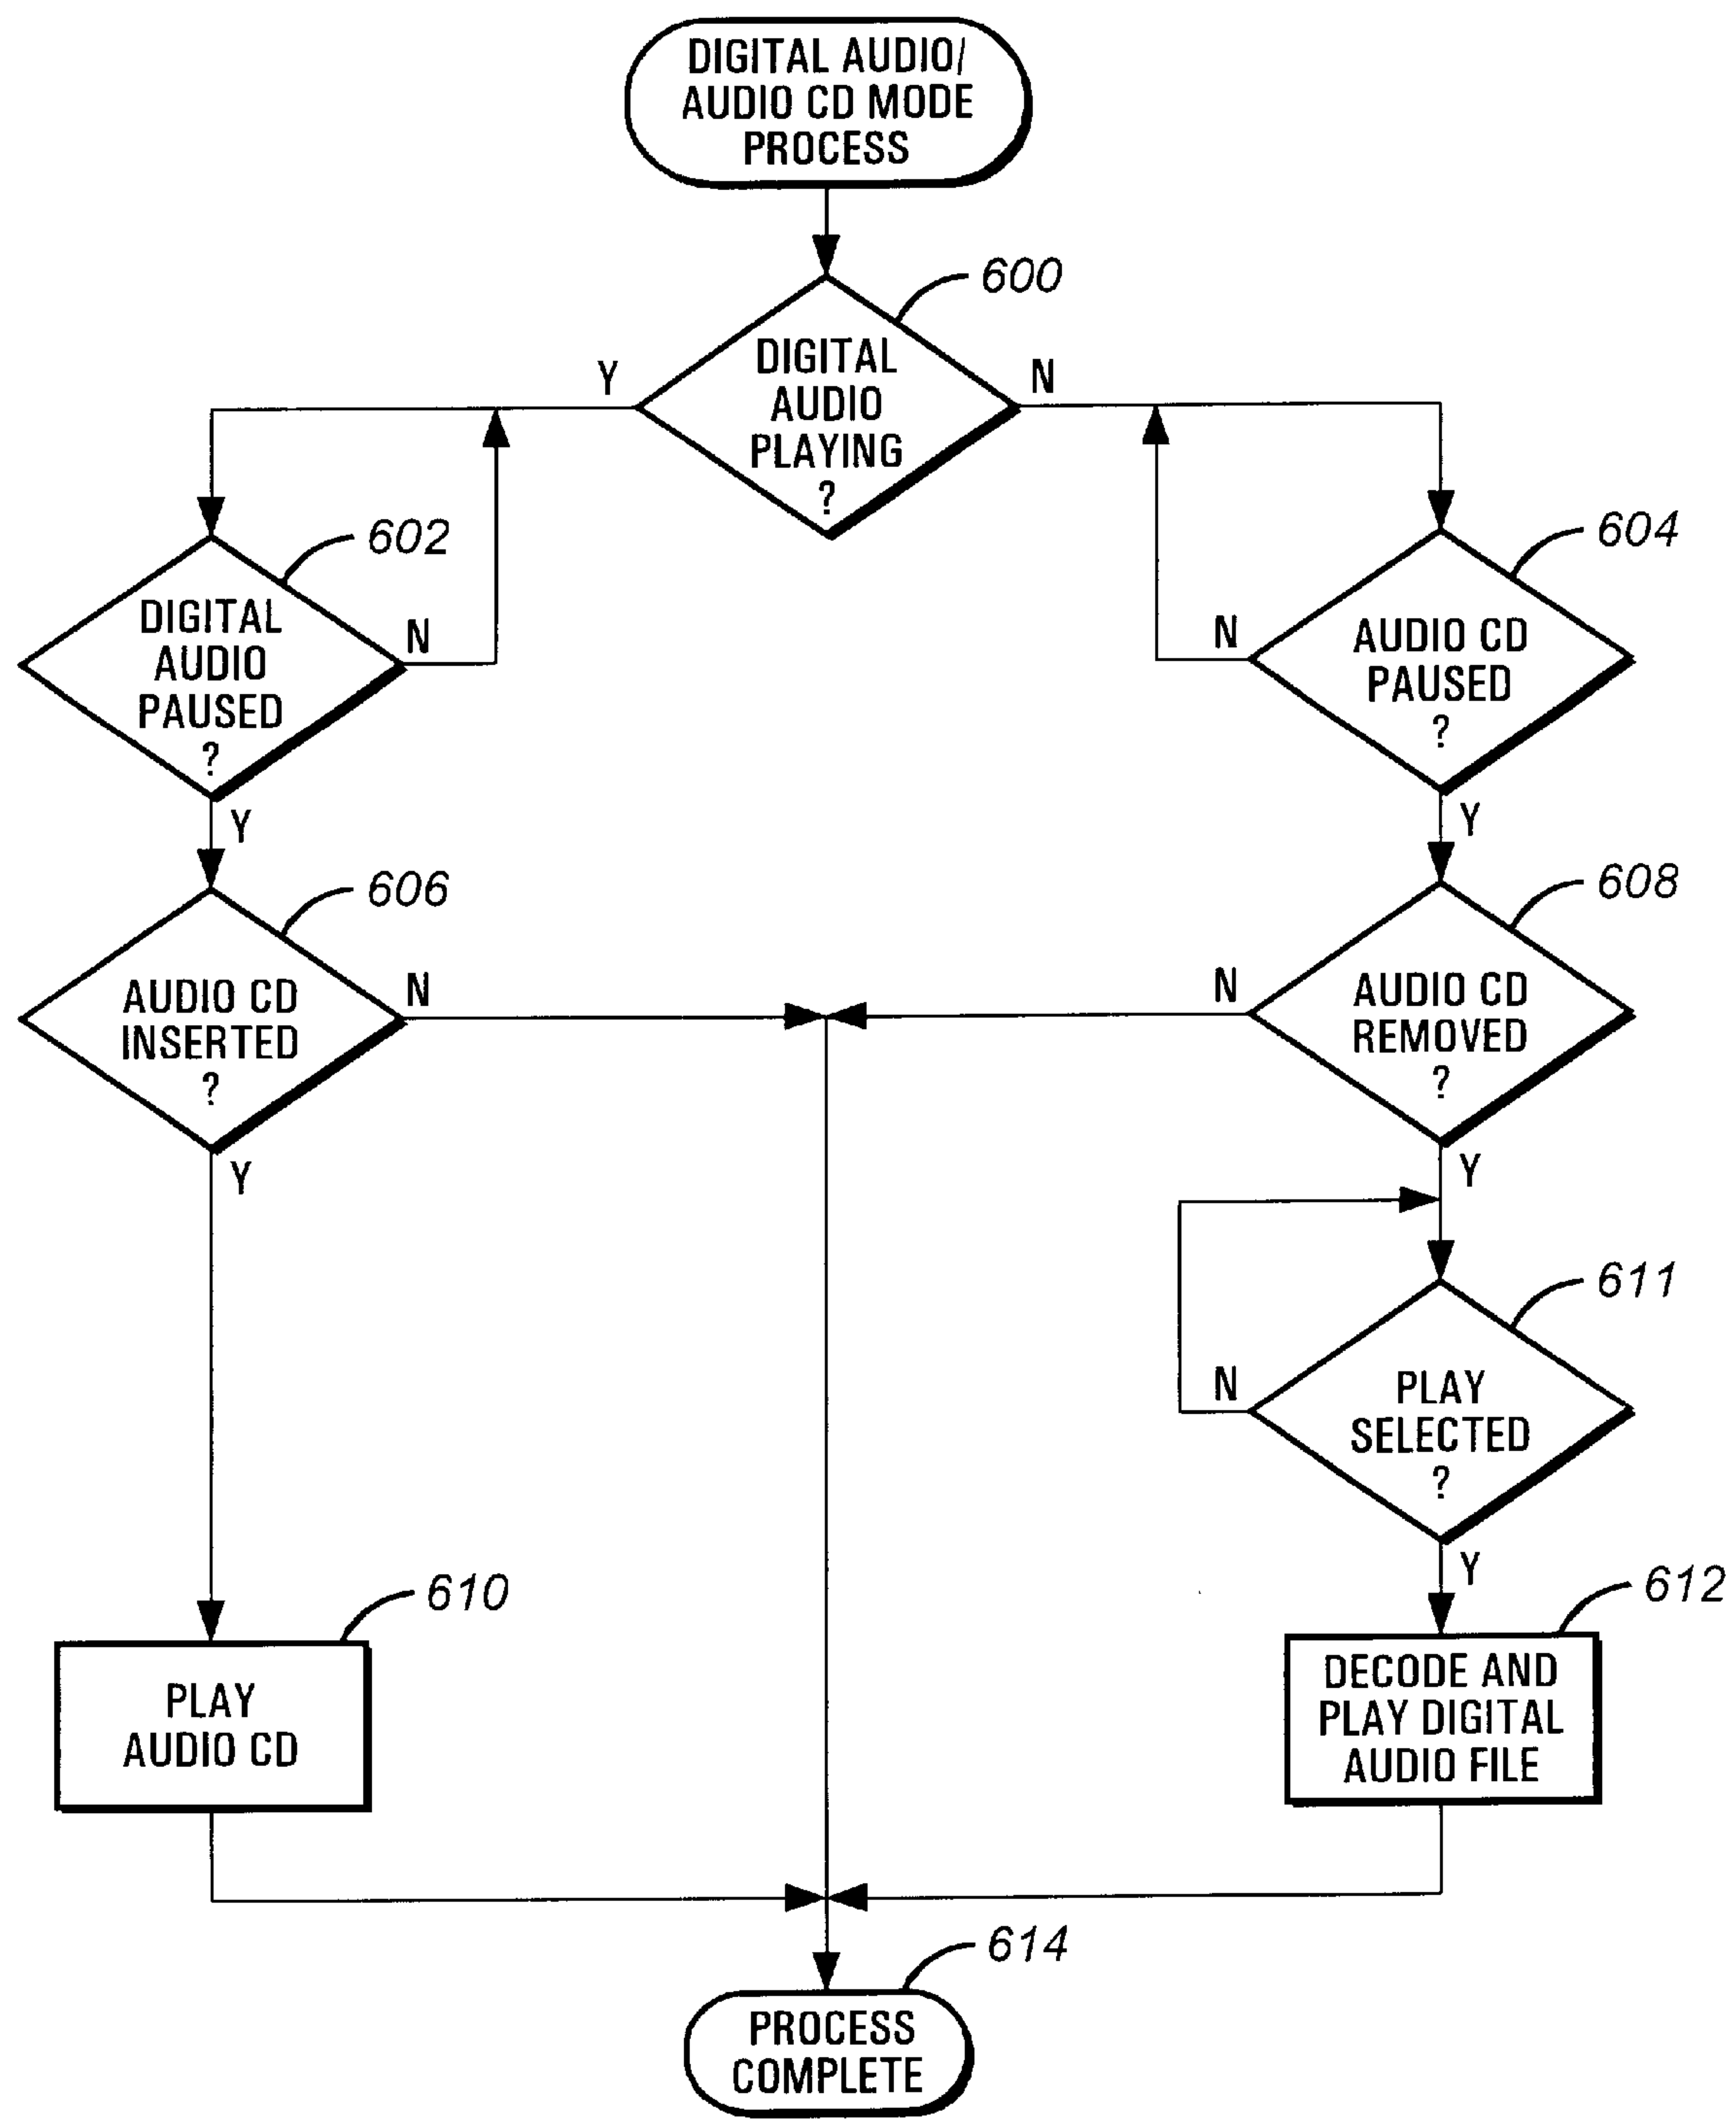 DIGITAL AUDIO/
AUDIO CD MODE
PROCESS
600
DIGITAL
AUDIO
PLAYING
?
Y
N
602
DIGITAL
AUDIO
PAUSED
?
N
Y
604
AUDIO CD
PAUSED
?
N
Y
606
AUDIO CD
INSERTED
?
N
Y
608
AUDIO CD
REMOVED
?
N
Y
611
PLAY
SELECTED
?
N
Y
610
PLAY
AUDIO CD
612
DECODE AND
PLAY DIGITAL
AUDIO FILE
614
PROCESS
COMPLETE